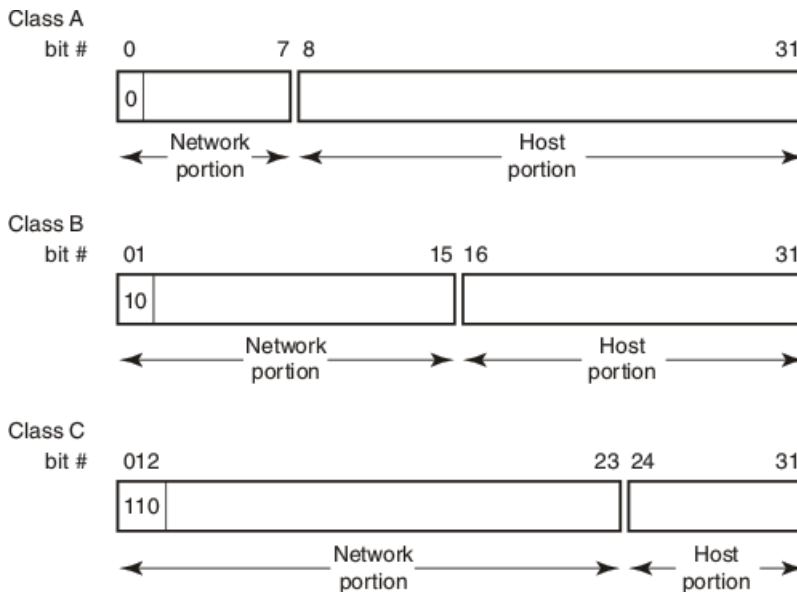 Class A
bit # 0 7 8 31
0
Network Host
portion portion
Class B
bit # 01 15 16 31
10
Network Host
portion portion
Class C
bit # 012 23 24 31
110
Network Host
portion portion